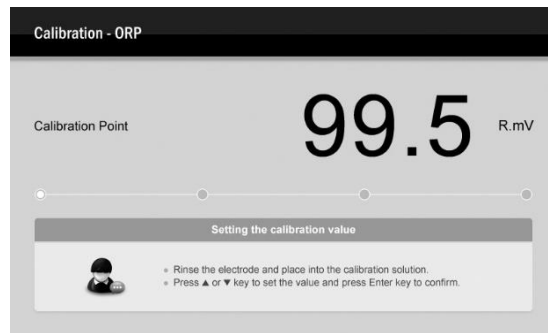 Calibration - ORP
Calibration Point
99.5 R.mV
Setting the calibration value
Rinse the electrode and place into the calibration solution.
Press ▲ or ▼ key to set the value and press Enter key to confirm.